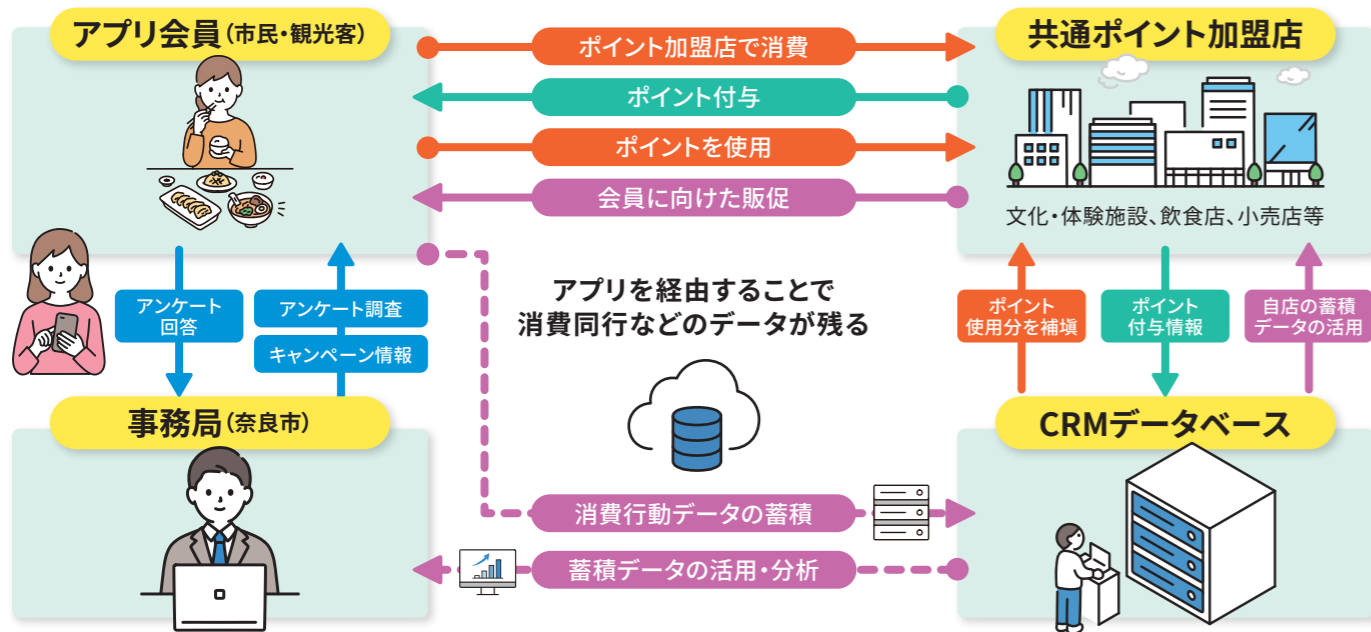 アプリ会員(市民・観光客)
共通ポイント加盟店
ポイント加盟店で消費
ポイント付与
ポイントを使用
会員に向けた販促
文化・体験施設、飲食店、小売店等
アンケート
回答
アンケート調査
キャンペーン情報
アプリを経由することで
消費同行などのデータが残る
ポイント
使用分を補塡
ポイント
付与情報
自店の蓄積
データの活用
事務局(奈良市)
CRMデータベース
消費行動データの蓄積
蓄積データの活用・分析